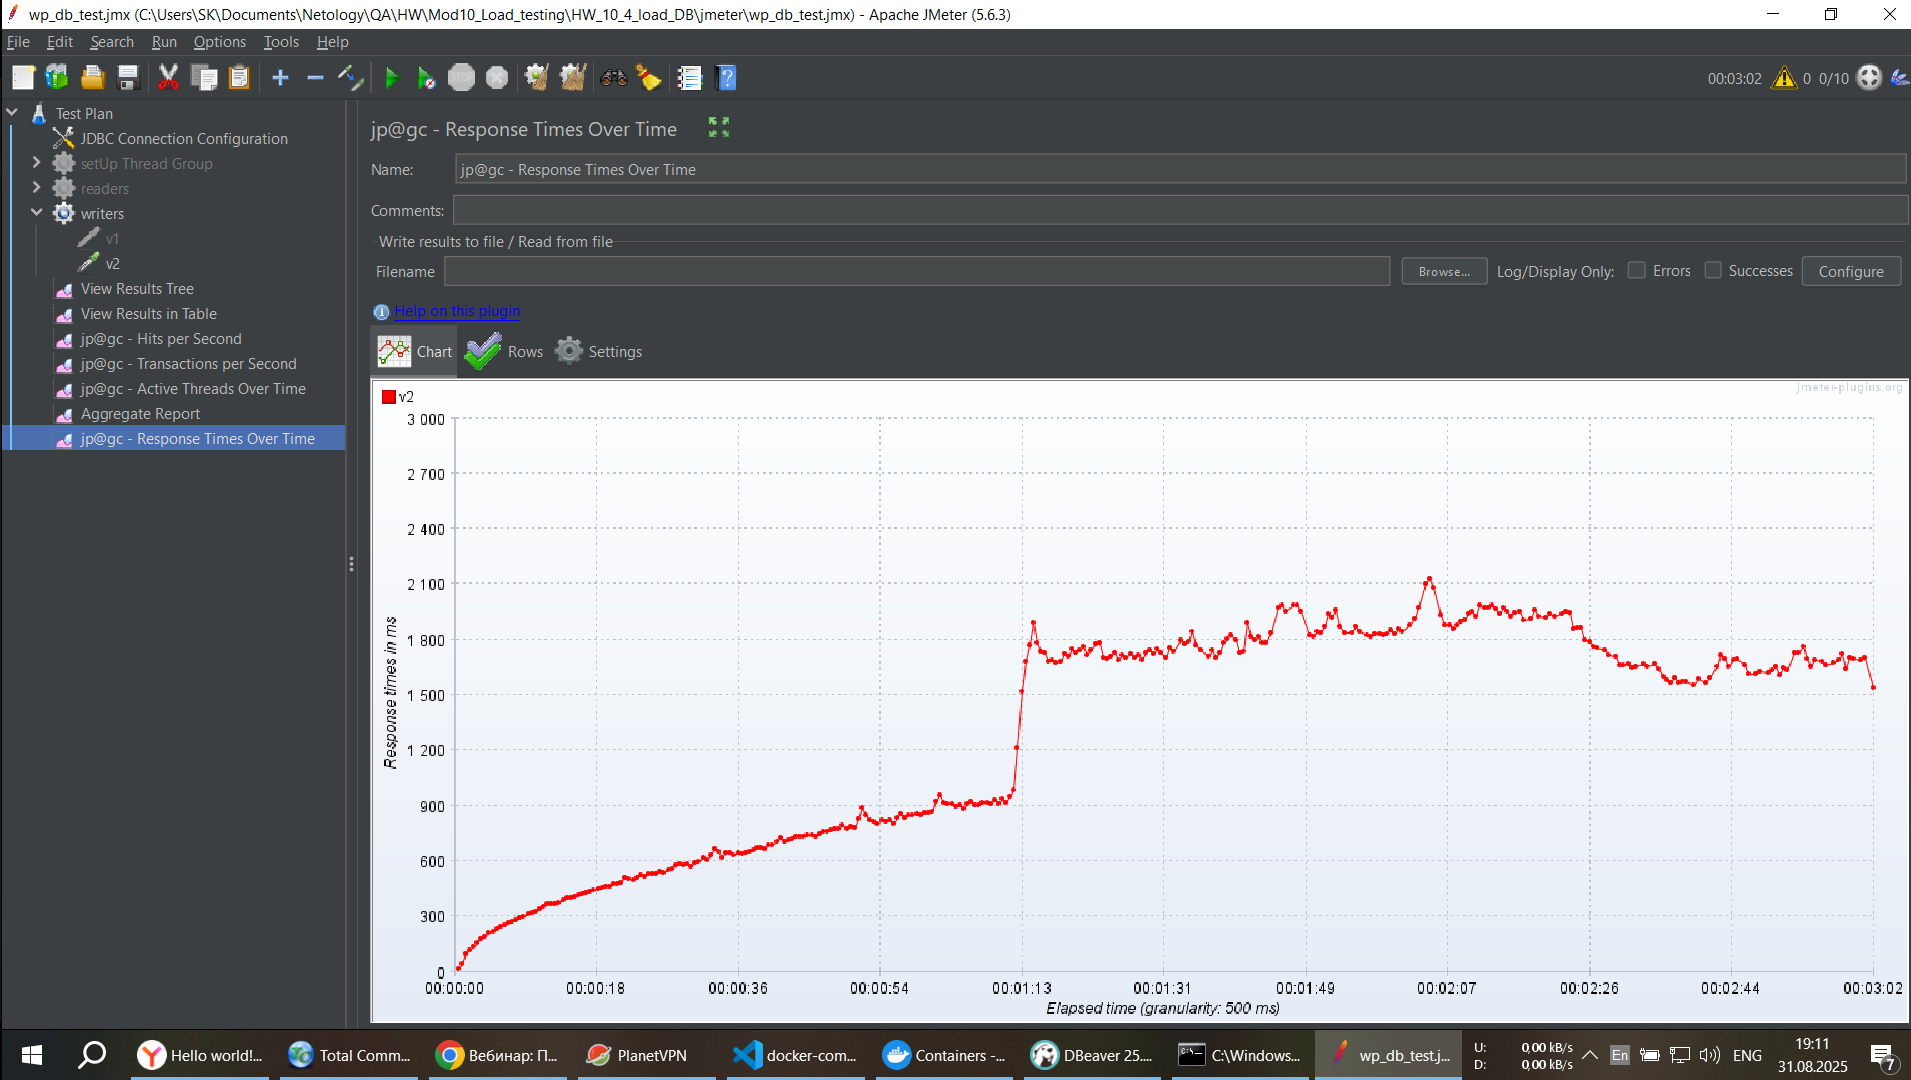 wp_db_test.jmx (C:\Users\SK\Documents\Netology\QA\HW\Mod10_Load_testing\HW_10_4_load_DB\jmeter\wp_db_test.jmx) - Apache JMeter (5.6.3)
File Edit Search Run Options Tools Help
STOP
00:03:02 0 0/10
Test Plan
JDBC Connection Configuration
setUp Thread Group
readers
writers
v1
v2
View Results Tree
View Results in Table
jp@gc - Hits per Second
jp@gc - Transactions per Second
jp@gc - Active Threads Over Time
Aggregate Report
jp@gc - Response Times Over Time
jp@gc - Response Times Over Time
Name: jp@gc - Response Times Over Time
Comments:
Write results to file / Read from file
Filename Browse... Log/Display Only: Errors Successes Configure
Help on this plugin
Chart Rows Settings
jmeter-plugins.org
v2
3 000
2 700
2 400
2 100
1 800
1 500
1 200
900
600
300
0
Response times in ms
00:00:00 00:00:18 00:00:36 00:00:54 00:01:13 00:01:31 00:01:49 00:02:07 00:02:26 00:02:44 00:03:02
Elapsed time (granularity: 500 ms)
Hello world!... Total Comm... Вебинар: П... PlanetVPN docker-com... Containers -... DBeaver 25.... C:\Windows... wp_db_test.j...
U: 0,00 kB/s
D: 0,00 kB/s
En ENG
19:11
31.08.2025
7